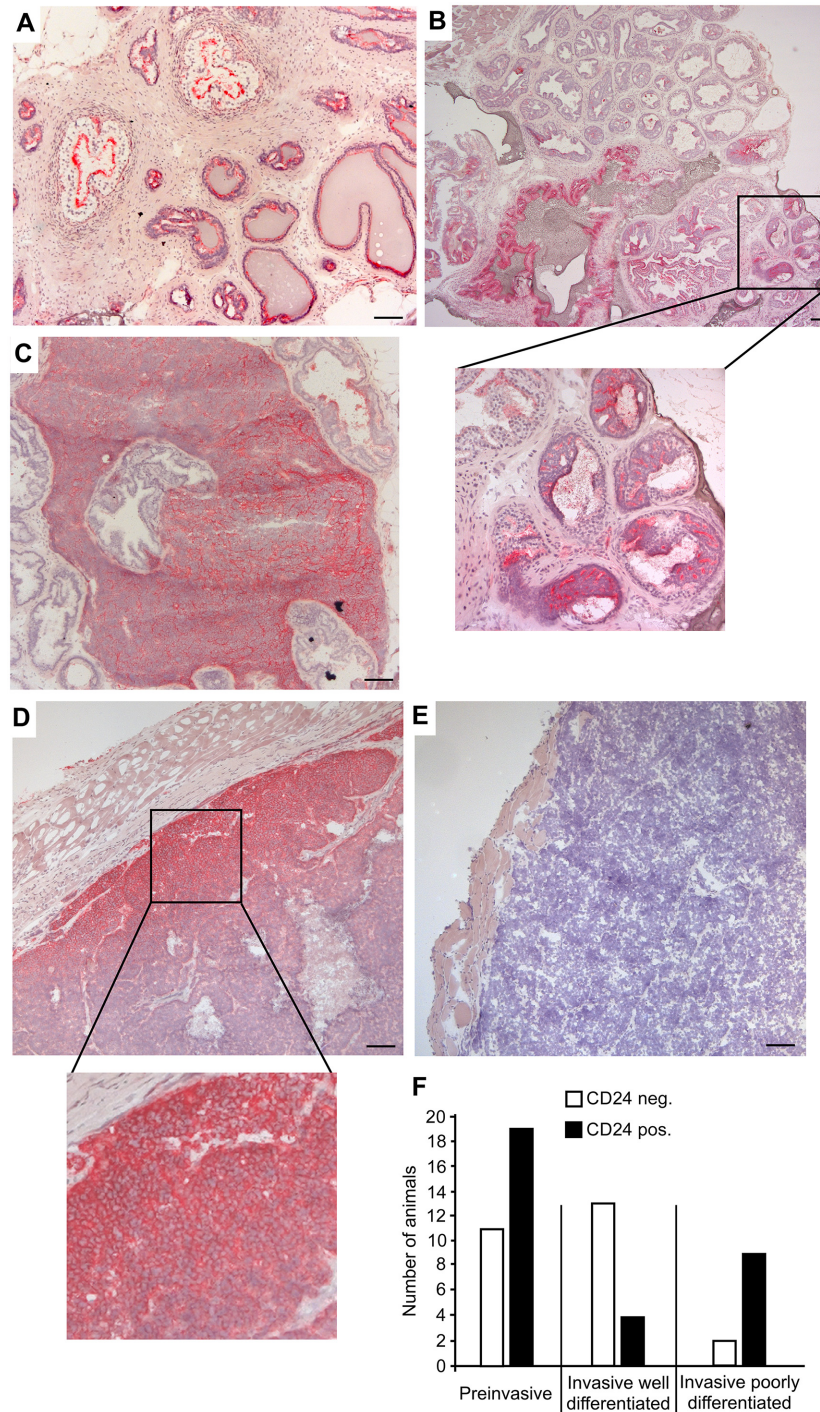 A
B
C
D
E
F
CD24 neg.
CD24 pos.
Number of animals
20
18
16
14
12
10
8
6
4
2
0
Preinvasive
Invasive well
differentiated
Invasive poorly
differentiated